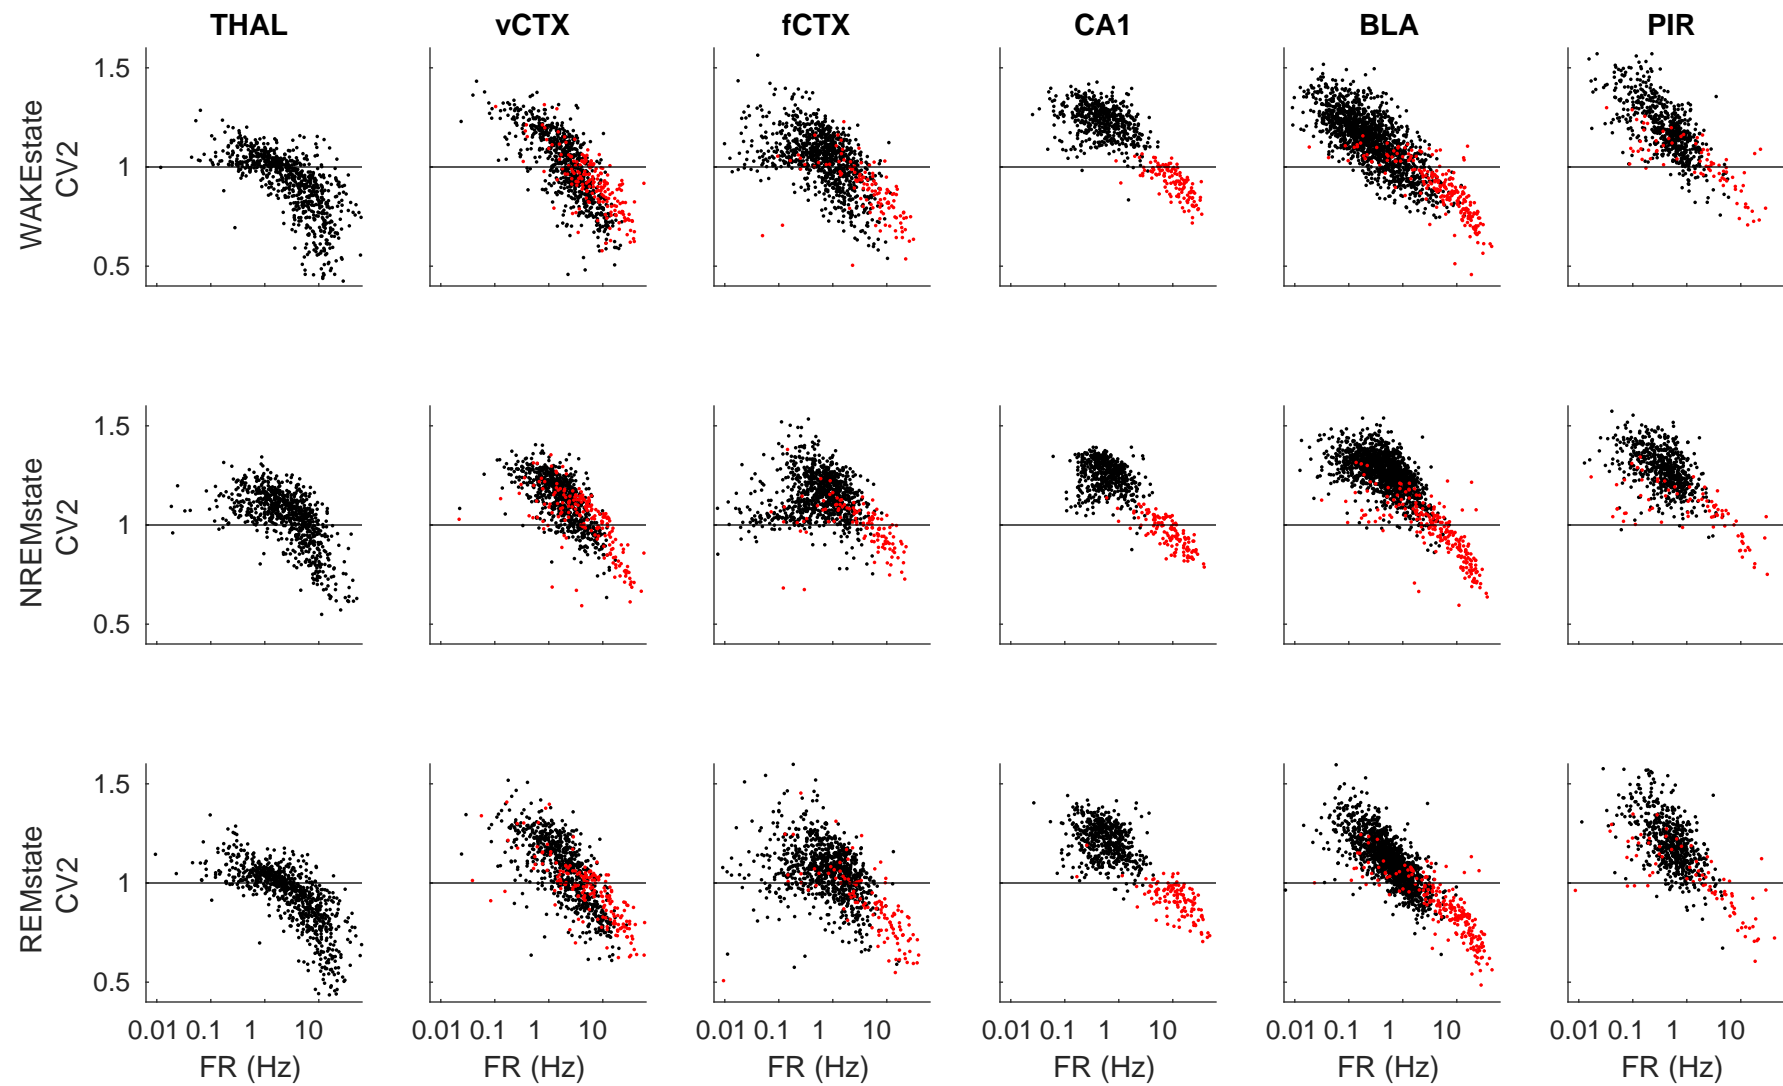 THAL vCTX fCTX CA1 BLA PIR
WAKEstate
CV2
1.5
1
0.5
NREMstate
CV2
1.5
1
0.5
REMstate
CV2
1.5
1
0.5
0.01 0.1 1 10 0.01 0.1 1 10 0.01 0.1 1 10 0.01 0.1 1 10 0.01 0.1 1 10 0.01 0.1 1 10
FR (Hz) FR (Hz) FR (Hz) FR (Hz) FR (Hz) FR (Hz)